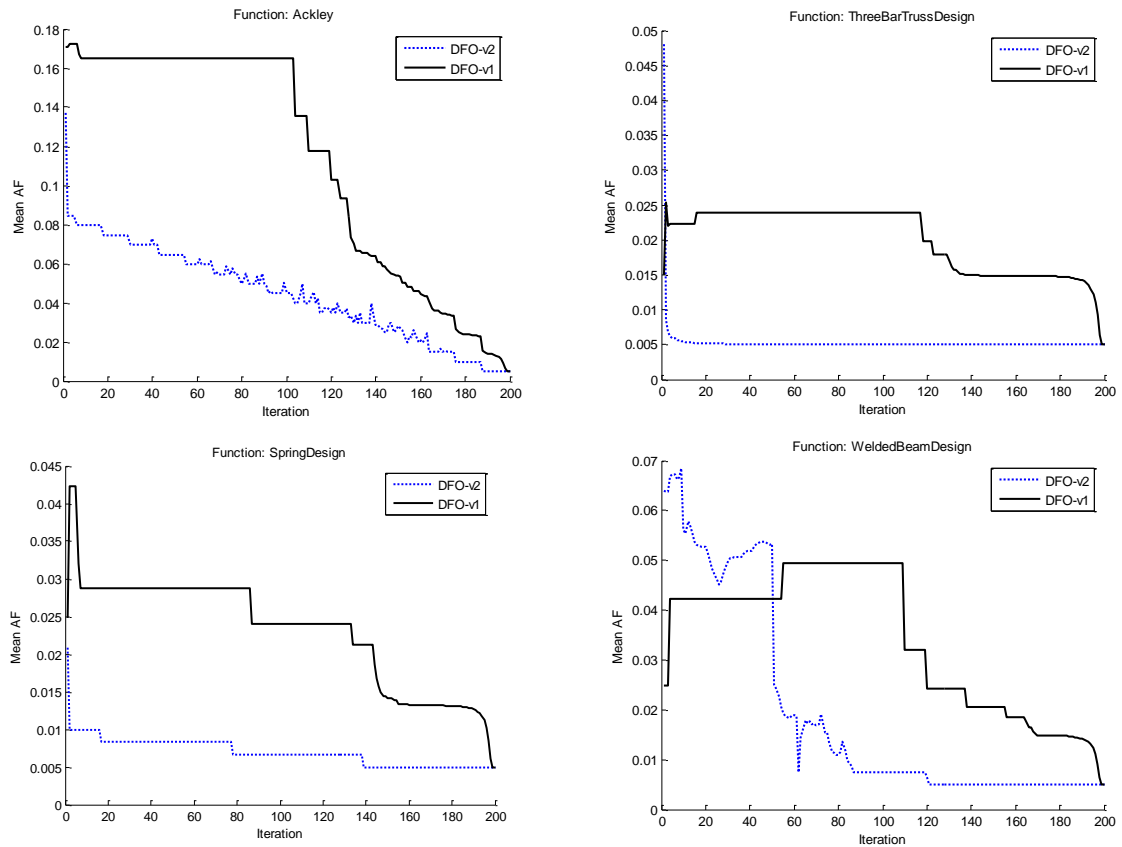 Function: Ackley
0.18
0.16
0.14
0.12
0.1
0.08
0.06
0.04
0.02
0
Mean AF
DFO-v2
DFO-v1
0 20 40 60 80 100 120 140 160 180 200
Iteration
Function: ThreeBarTrussDesign
0.05
0.045
0.04
0.035
0.03
0.025
0.02
0.015
0.01
0.005
0
Mean AF
DFO-v2
DFO-v1
0 20 40 60 80 100 120 140 160 180 200
Iteration
Function: SpringDesign
0.045
0.04
0.035
0.03
0.025
0.02
0.015
0.01
0.005
0
Mean AF
DFO-v2
DFO-v1
0 20 40 60 80 100 120 140 160 180 200
Iteration
Function: WeldedBeamDesign
0.07
0.06
0.05
0.04
0.03
0.02
0.01
0
Mean AF
DFO-v2
DFO-v1
0 20 40 60 80 100 120 140 160 180 200
Iteration